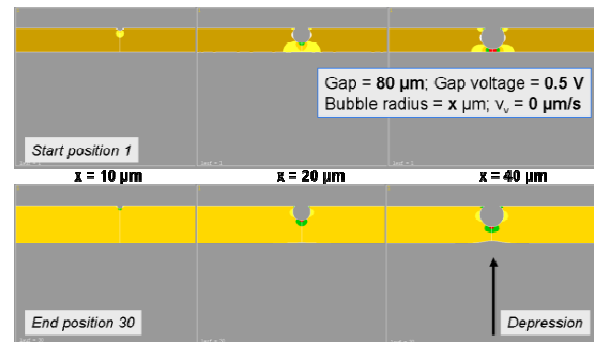 Gap = 80 µm; Gap voltage = 0.5 V
Bubble radius = x µm; vᵥ = 0 µm/s
Start position 1
x = 10 µm
x = 20 µm
x = 40 µm
End position 30
Depression